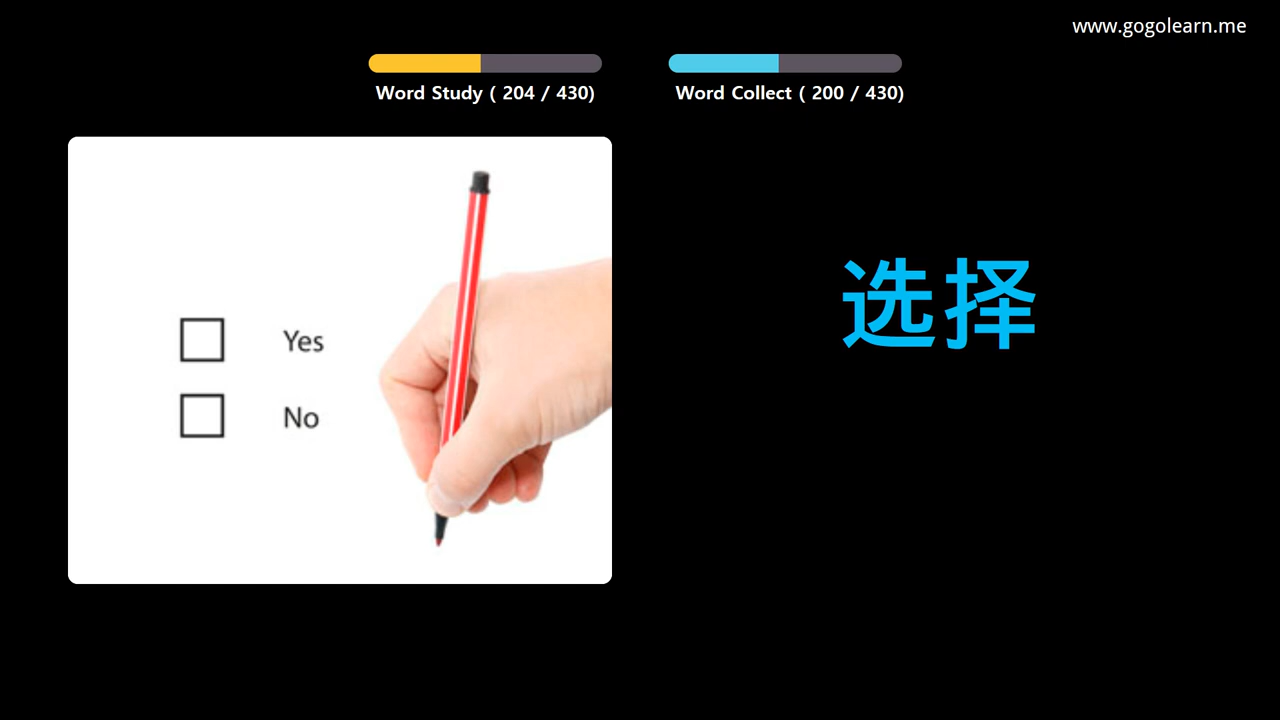 www.gogolearn.me
Word Study ( 204 / 430)
Word Collect ( 200 / 430)
选择
Yes
No